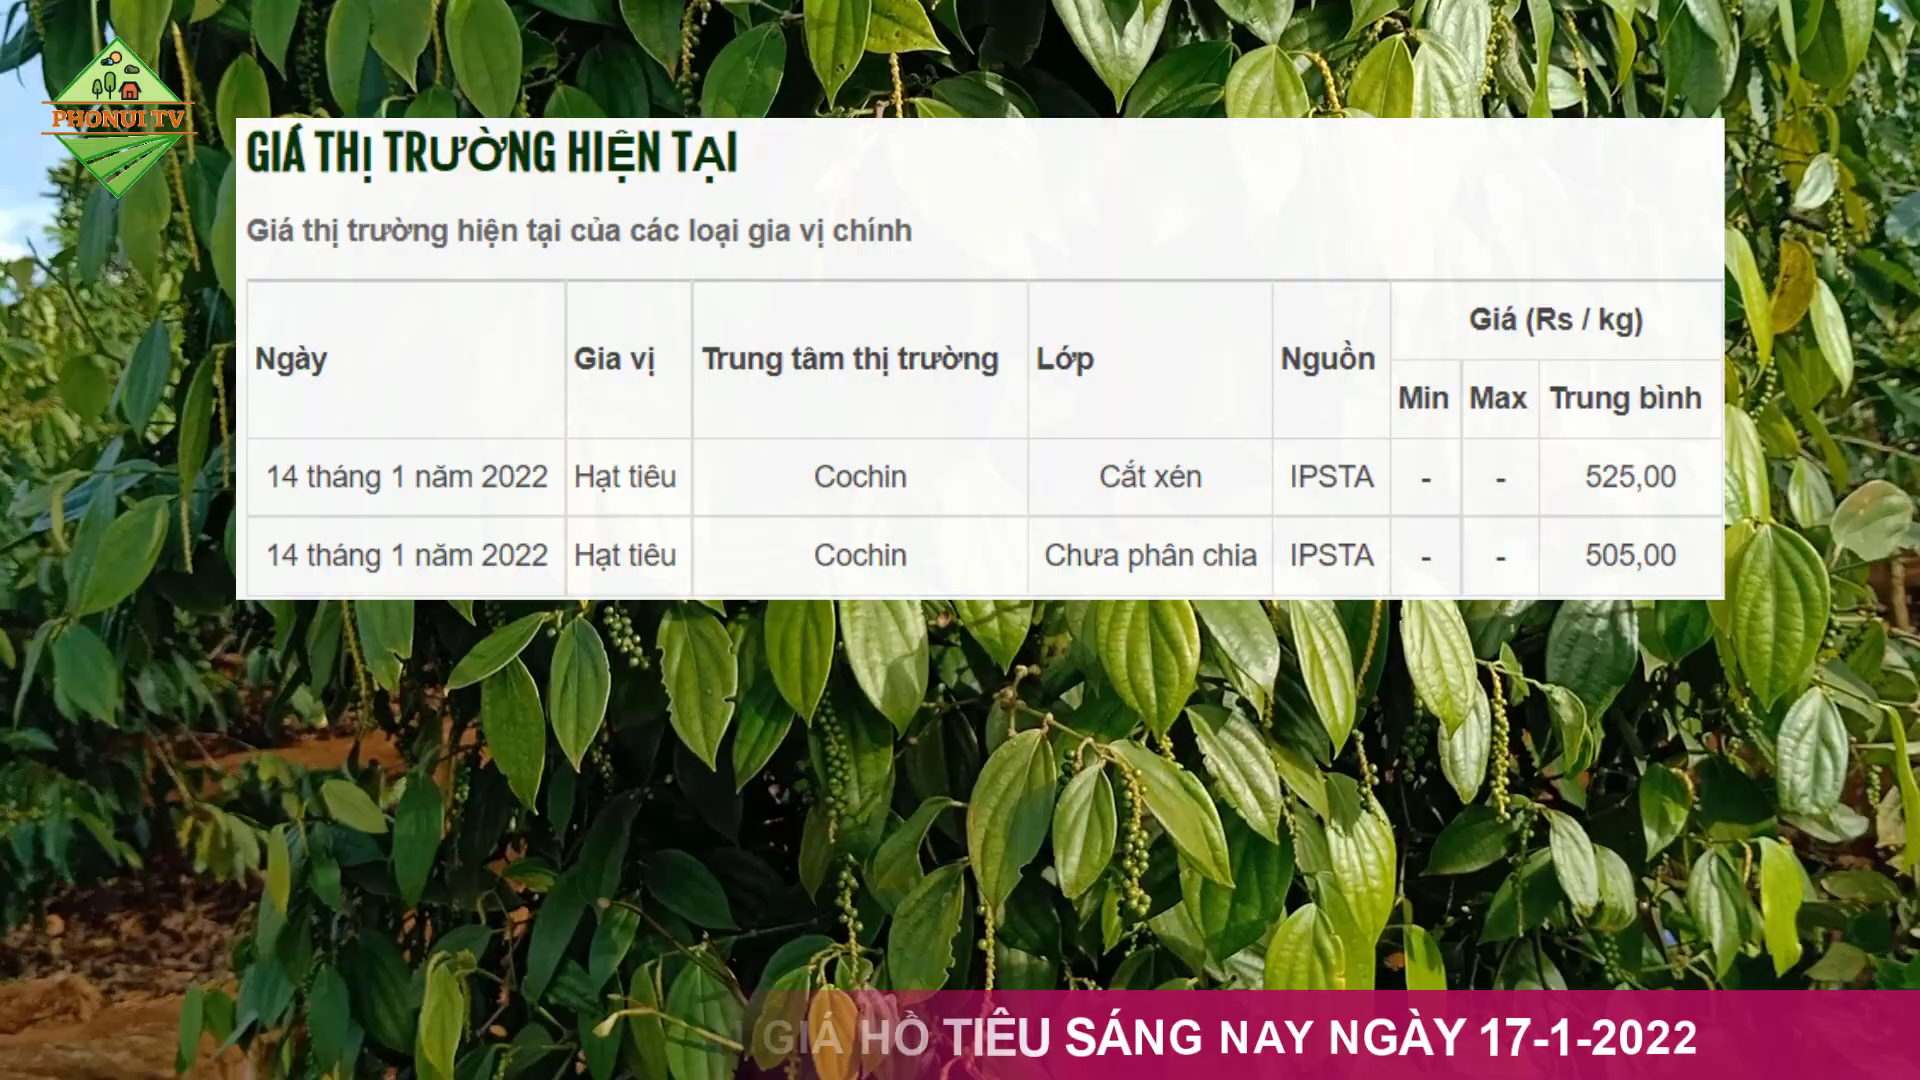 PHỐNÚI TV
GIÁ THỊ TRƯỜNG HIỆN TẠI
Giá thị trường hiện tại của các loại gia vị chính
Ngày Gia vị Trung tâm thị trường Lớp Nguồn Giá (Rs / kg)
Min Max Trung bình
14 tháng 1 năm 2022 Hạt tiêu Cochin Cắt xén IPSTA - - 525,00
14 tháng 1 năm 2022 Hạt tiêu Cochin Chưa phân chia IPSTA - - 505,00
GIÁ HỒ TIÊU SÁNG NAY NGÀY 17-1-2022